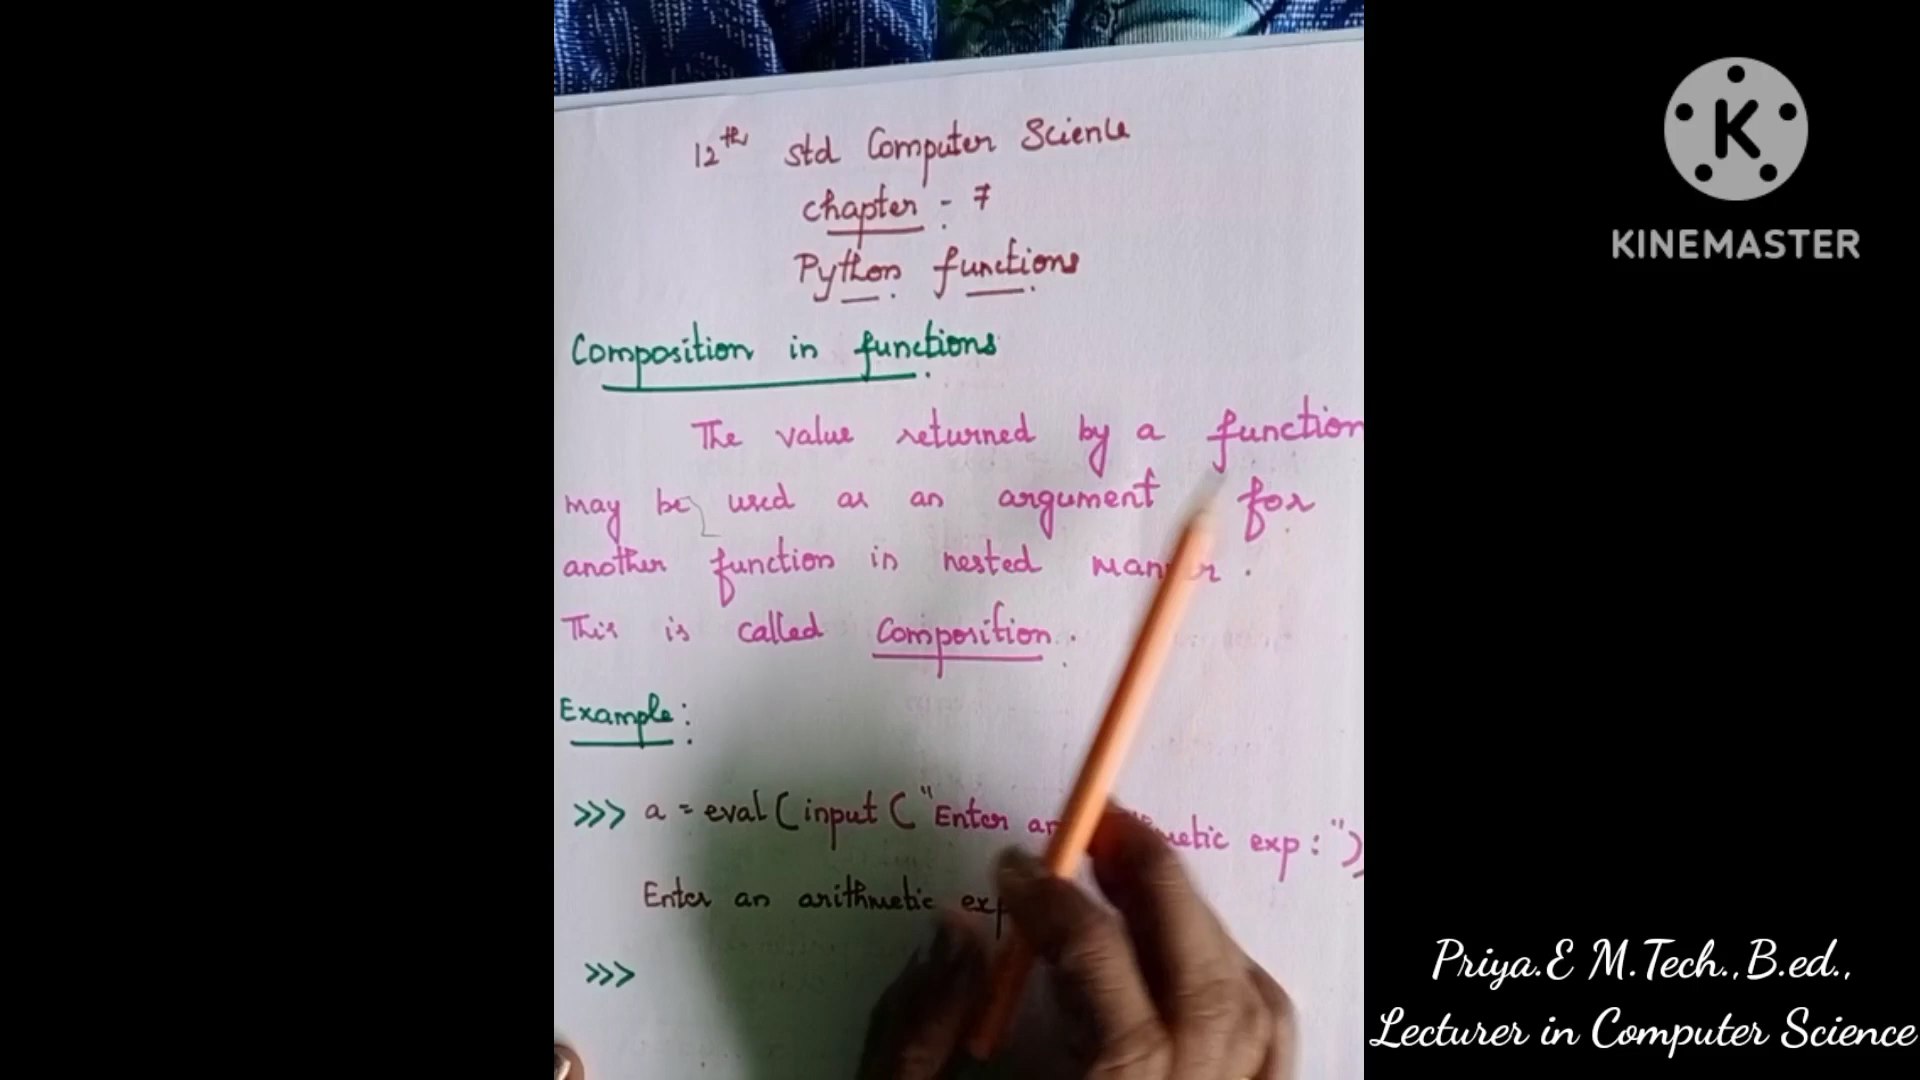 12th std Computer Science
chapter :- 7
Python functions
Composition in functions
The value returned by a function
may be used as an argument for
another function in nested manner.
This is called Composition.
Example:
>>> a = eval (input ("Enter exp:")
Enter an arithmetic exp
>>>
KINEMASTER
Priya.E M.Tech.,B.ed.,
Lecturer in Computer Science